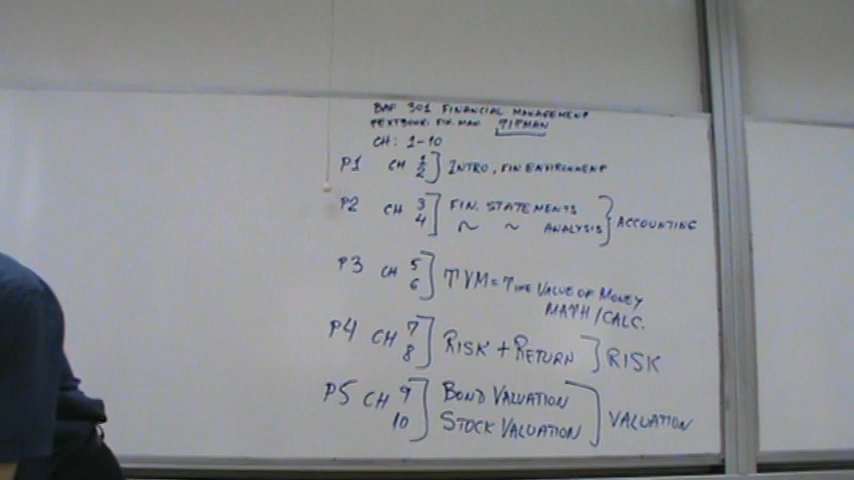 BAF 301 FINANCIAL MANAGEMENT
TEXTBOOK: FIN. MAN. TITMAN
CH: 1-10
P1 CH 1 2 INTRO, FIN ENVIRONMENT
P2 CH 3 4 FIN. STATEMENTS
~ ~ ANALYSIS ACCOUNTING
P3 CH 5 6 TVM = TIME VALUE OF MONEY
MATH/CALC.
P4 CH 7 8 RISK + RETURN RISK
P5 CH 9 BOND VALUATION
10 STOCK VALUATION VALUATION